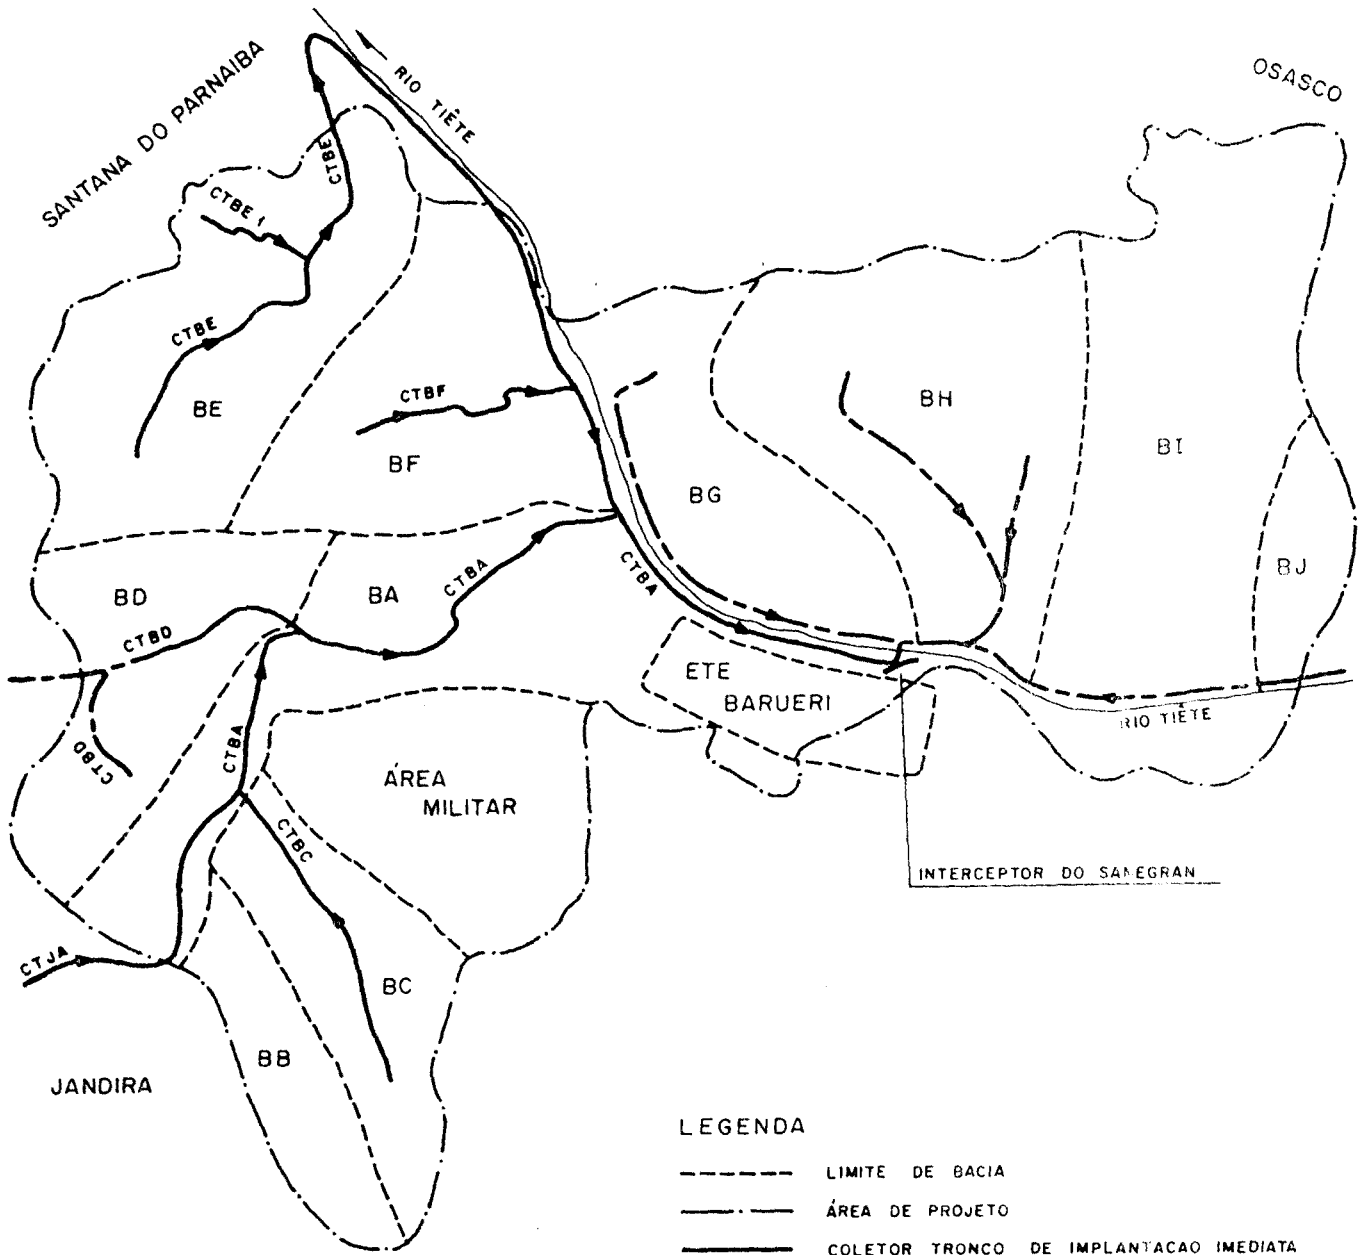 SANTANA DO PARNAIBA
RIO TIÊTE
OSASCO
CTBE
CTBE 1
CTBE
BE
CTBF
BF
BG
BH
BI
BJ
BD
BA
CTBA
CTBA
CTBD
ETE
BARUERI
RIO TIÊTE
CTBD
CTBA
ÁREA
MILITAR
CTBC
INTERCEPTOR DO SANEGRAN
CTJA
BC
BB
JANDIRA
LEGENDA
LIMITE DE BACIA
ÁREA DE PROJETO
COLETOR TRONCO DE IMPLANTACAO IMEDIATA